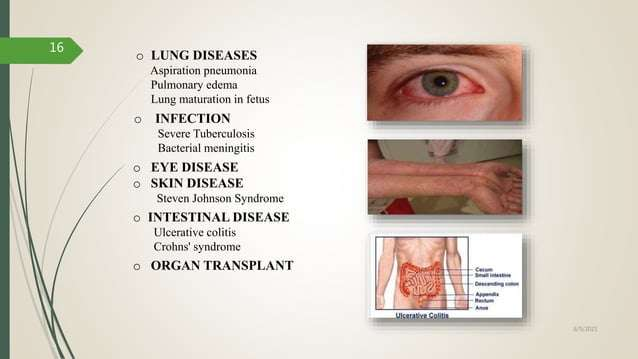 16
o LUNG DISEASES
Aspiration pneumonia
Pulmonary edema
Lung maturation in fetus
o INFECTION
Severe Tuberculosis
Bacterial meningitis
o EYE DISEASE
o SKIN DISEASE
Steven Johnson Syndrome
o INTESTINAL DISEASE
Ulcerative colitis
Crohns' syndrome
o ORGAN TRANSPLANT
Cecum
Small intestine
Descending colon
Appendix
Rectum
Anus
Ulcerative Colitis